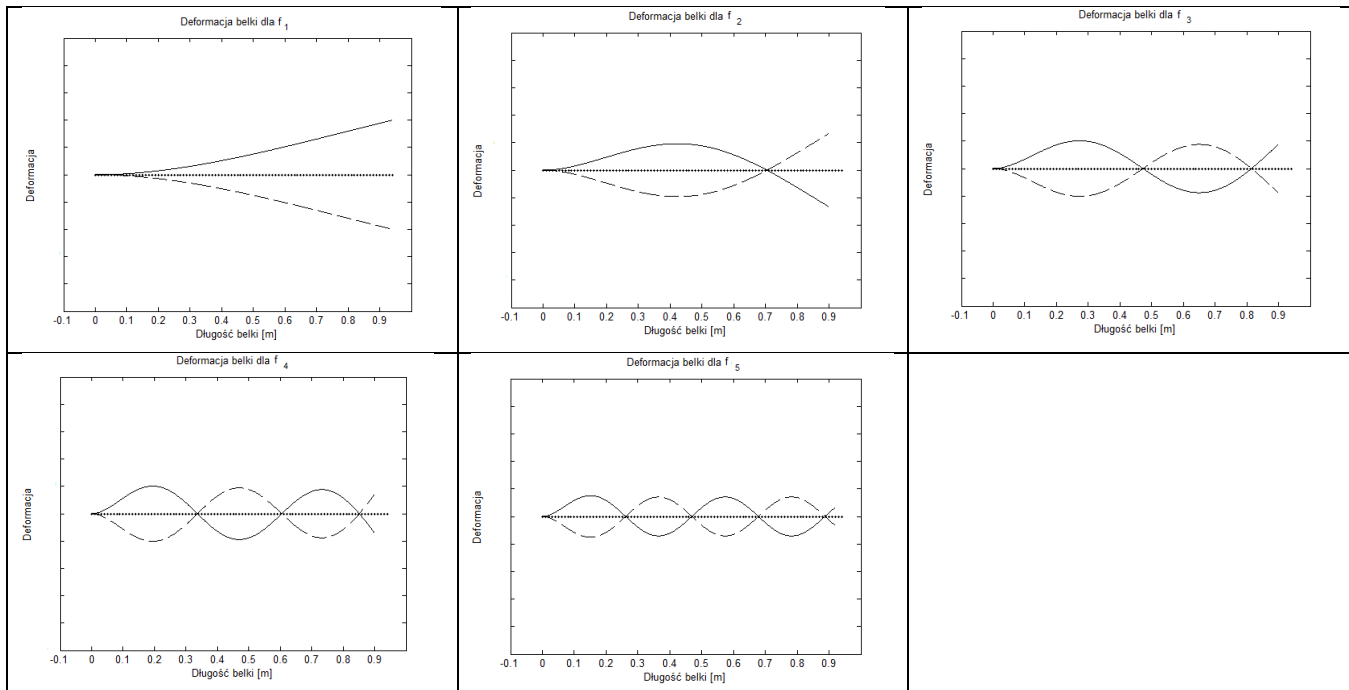 Deformacja belki dla f 1
Deformacja
-0.1 0 0.1 0.2 0.3 0.4 0.5 0.6 0.7 0.8 0.9
Długość belki [m]
Deformacja belki dla f 2
Deformacja
-0.1 0 0.1 0.2 0.3 0.4 0.5 0.6 0.7 0.8 0.9
Długość belki [m]
Deformacja belki dla f 3
Deformacja
-0.1 0 0.1 0.2 0.3 0.4 0.5 0.6 0.7 0.8 0.9
Długość belki [m]
Deformacja belki dla f 4
Deformacja
-0.1 0 0.1 0.2 0.3 0.4 0.5 0.6 0.7 0.8 0.9
Długość belki [m]
Deformacja belki dla f 5
Deformacja
-0.1 0 0.1 0.2 0.3 0.4 0.5 0.6 0.7 0.8 0.9
Długość belki [m]